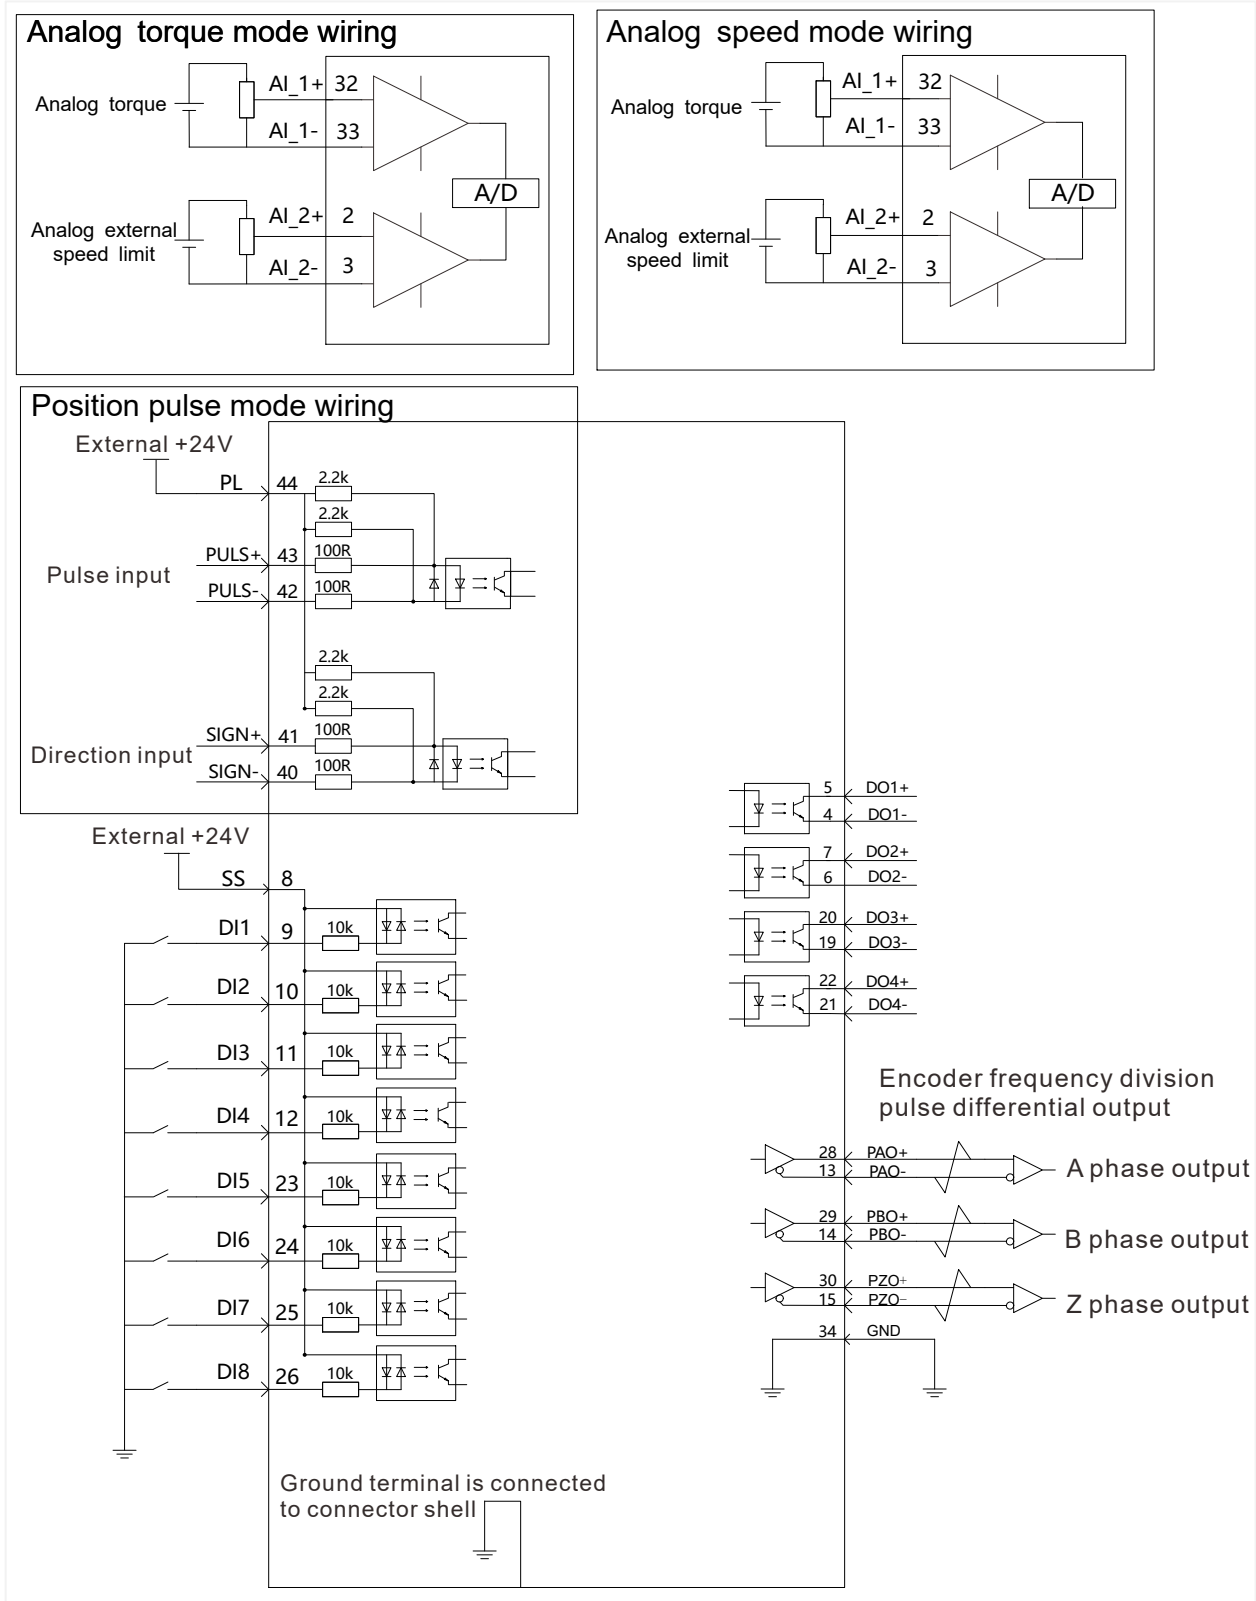 Analog torque mode wiring
AI_1+ 32
Analog torque
AI_1- 33
A/D
AI_2+ 2
Analog external
speed limit
AI_2- 3
Analog speed mode wiring
AI_1+ 32
Analog torque
AI_1- 33
A/D
AI_2+ 2
Analog external
speed limit
AI_2- 3
Position pulse mode wiring
External +24V
PL 44 2.2k
2.2k
PULS+ 43 100R
Pulse input
PULS- 42 100R
2.2k
2.2k
SIGN+ 41 100R
Direction input
SIGN- 40 100R
External +24V
SS 8
DI1 9 10k
DI2 10 10k
DI3 11 10k
DI4 12 10k
DI5 23 10k
DI6 24 10k
DI7 25 10k
DI8 26 10k
5 DO1+
4 DO1-
7 DO2+
6 DO2-
20 DO3+
19 DO3-
22 DO4+
21 DO4-
Encoder frequency division
pulse differential output
28 PAO+
13 PAO-
A phase output
29 PBO+
14 PBO-
B phase output
30 PZO+
15 PZO-
Z phase output
34 GND
Ground terminal is connected
to connector shell